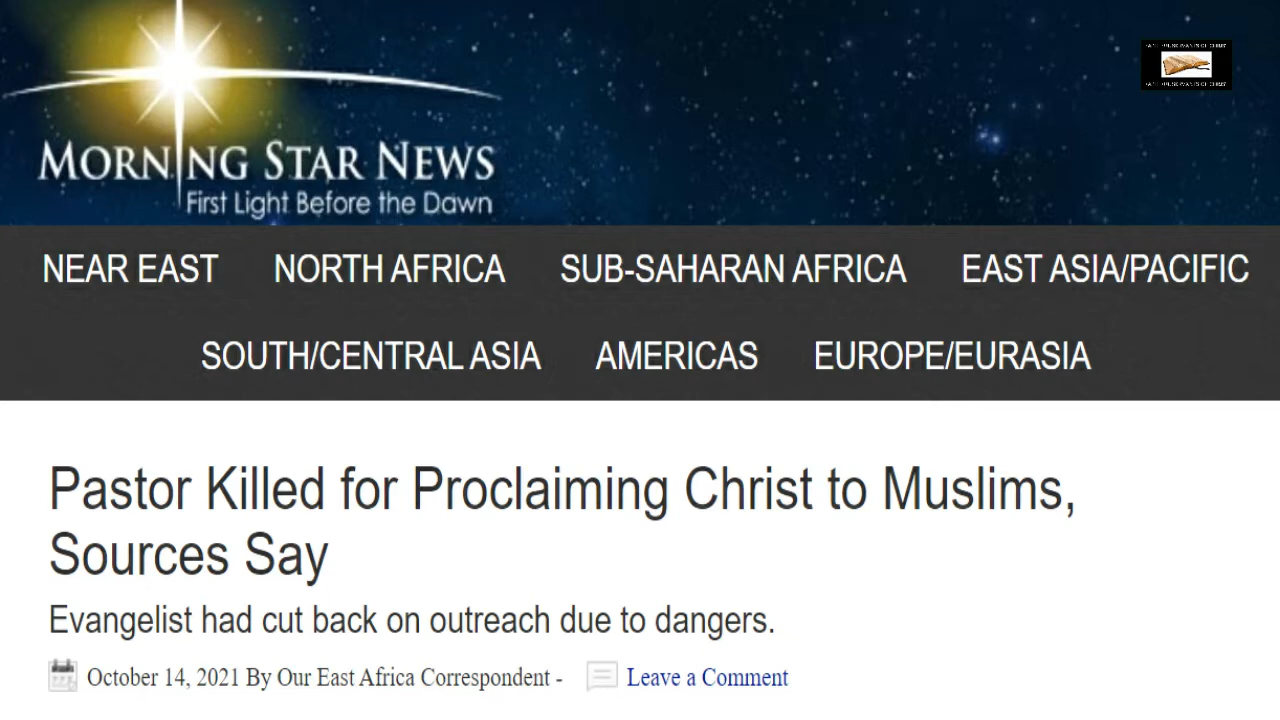 MORNING STAR NEWS
First Light Before the Dawn
NEAR EAST NORTH AFRICA SUB-SAHARAN AFRICA EAST ASIA/PACIFIC
SOUTH/CENTRAL ASIA AMERICAS EUROPE/EURASIA
Pastor Killed for Proclaiming Christ to Muslims,
Sources Say
Evangelist had cut back on outreach due to dangers.
October 14, 2021 By Our East Africa Correspondent - Leave a Comment